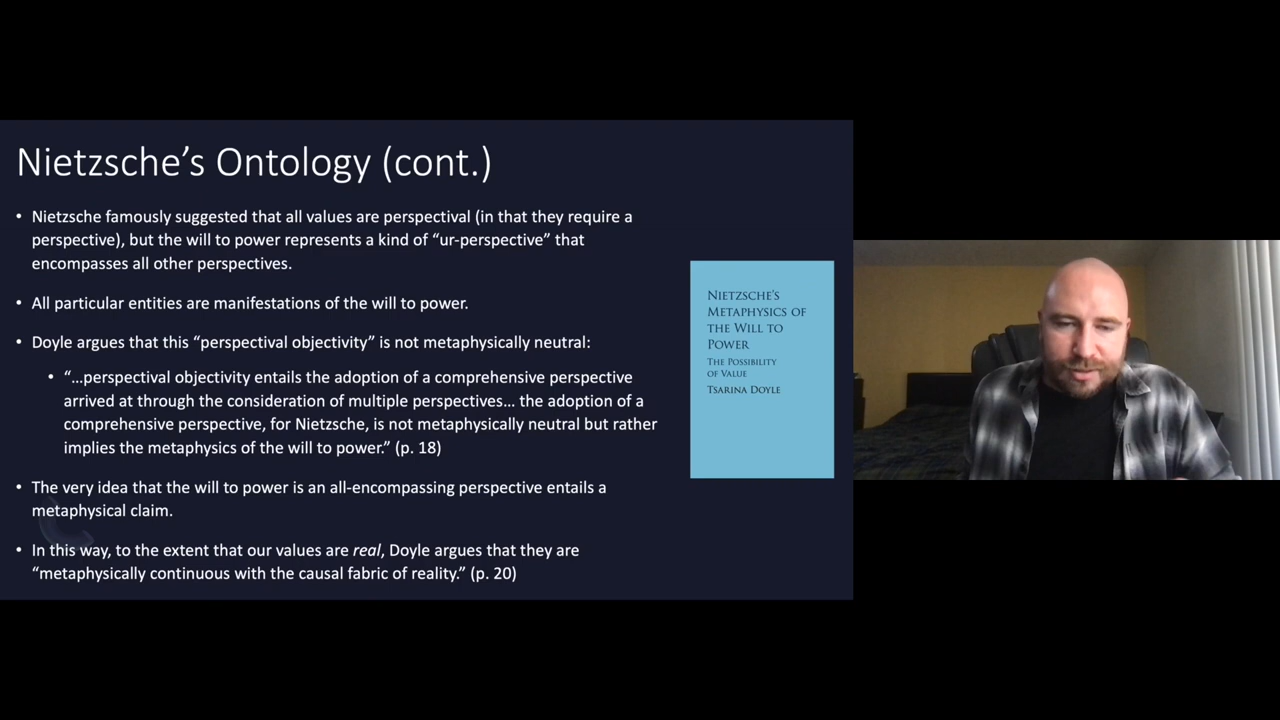 Nietzsche’s Ontology (cont.)
• Nietzsche famously suggested that all values are perspectival (in that they require a
perspective), but the will to power represents a kind of “ur-perspective” that
encompasses all other perspectives.
• All particular entities are manifestations of the will to power.
• Doyle argues that this “perspectival objectivity” is not metaphysically neutral:
• “…perspectival objectivity entails the adoption of a comprehensive perspective
arrived at through the consideration of multiple perspectives… the adoption of a
comprehensive perspective, for Nietzsche, is not metaphysically neutral but rather
implies the metaphysics of the will to power.” (p. 18)
• The very idea that the will to power is an all-encompassing perspective entails a
metaphysical claim.
• In this way, to the extent that our values are real, Doyle argues that they are
“metaphysically continuous with the causal fabric of reality.” (p. 20)
Nietzsche’s
Metaphysics of
the Will to
Power
The Possibility
of Value
Tsarina Doyle